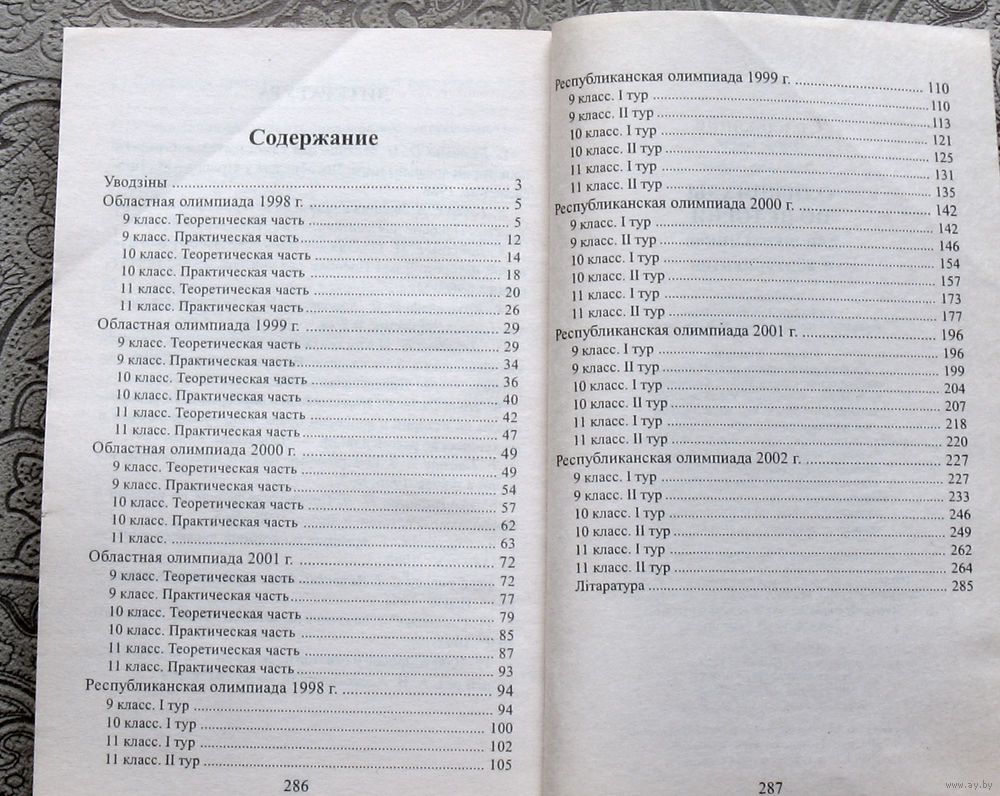 Содержание
Уводзіны ........ 3
Областная олимпиада 1998 г. ........ 5
9 класс. Теоретическая часть ........ 5
9 класс. Практическая часть ........ 12
10 класс. Теоретическая часть ........ 14
10 класс. Практическая часть ........ 18
11 класс. Теоретическая часть ........ 20
11 класс. Практическая часть ........ 26
Областная олимпиада 1999 г. ........ 29
9 класс. Теоретическая часть ........ 29
9 класс. Практическая часть ........ 34
10 класс. Теоретическая часть ........ 36
10 класс. Практическая часть ........ 40
11 класс. Теоретическая часть ........ 42
11 класс. Практическая часть ........ 47
Областная олимпиада 2000 г. ........ 49
9 класс. Теоретическая часть ........ 49
9 класс. Практическая часть ........ 54
10 класс. Теоретическая часть ........ 57
10 класс. Практическая часть ........ 62
11 класс. ........ 63
Областная олимпиада 2001 г. ........ 72
9 класс. Теоретическая часть ........ 72
9 класс. Практическая часть ........ 77
10 класс. Теоретическая часть ........ 79
10 класс. Практическая часть ........ 85
11 класс. Теоретическая часть ........ 87
11 класс. Практическая часть ........ 93
Республиканская олимпиада 1998 г. ........ 94
9 класс. I тур ........ 94
10 класс. I тур ........ 100
11 класс. I тур ........ 102
11 класс. II тур ........ 105
286
Республиканская олимпиада 1999 г. ........ 110
9 класс. I тур ........ 110
9 класс. II тур ........ 113
10 класс. I тур ........ 121
10 класс. II тур ........ 125
11 класс. I тур ........ 131
11 класс. II тур ........ 135
Республиканская олимпиада 2000 г. ........ 142
9 класс. I тур ........ 142
9 класс. II тур ........ 146
10 класс. I тур ........ 154
10 класс. II тур ........ 157
11 класс. I тур ........ 173
11 класс. II тур ........ 177
Республиканская олимпиада 2001 г. ........ 196
9 класс. I тур ........ 196
9 класс. II тур ........ 199
10 класс. I тур ........ 204
10 класс. II тур ........ 207
11 класс. I тур ........ 218
11 класс. II тур ........ 220
Республиканская олимпиада 2002 г. ........ 227
9 класс. I тур ........ 227
9 класс. II тур ........ 233
10 класс. I тур ........ 246
10 класс. II тур ........ 249
11 класс. I тур ........ 262
11 класс. II тур ........ 264
Літаратура ........ 285
287
www.ay.by